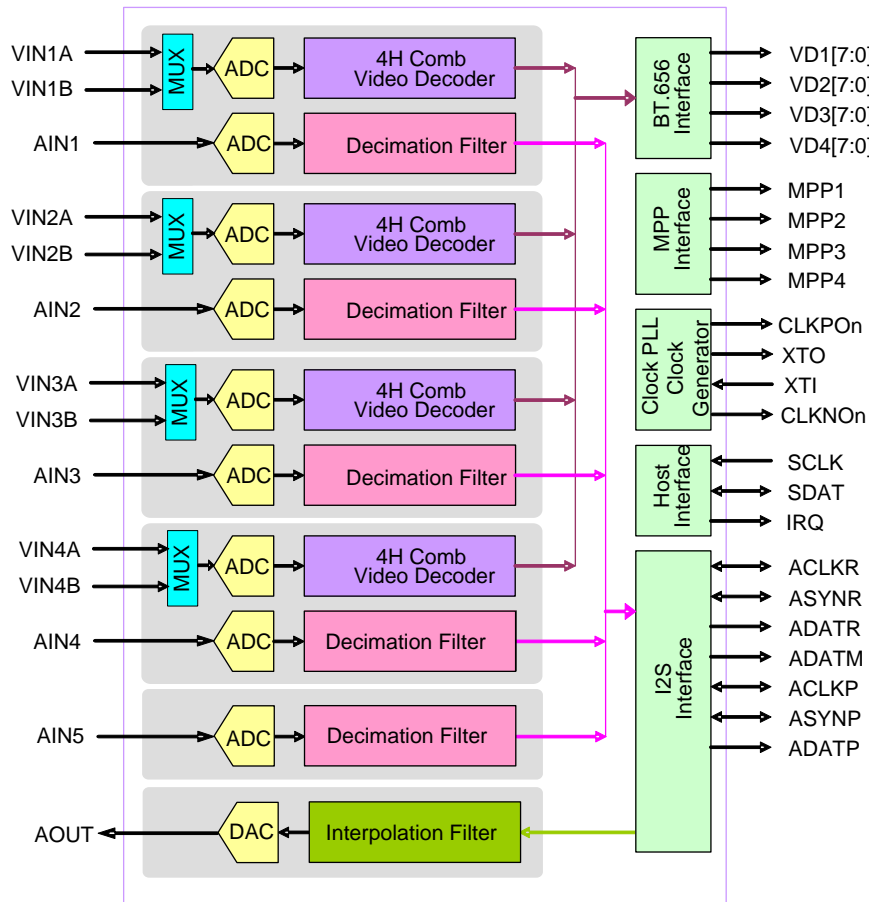 VIN1A
VIN1B
MUX
ADC
4H Comb
Video Decoder
AIN1
ADC
Decimation Filter
VIN2A
VIN2B
MUX
ADC
4H Comb
Video Decoder
AIN2
ADC
Decimation Filter
VIN3A
VIN3B
MUX
ADC
4H Comb
Video Decoder
AIN3
ADC
Decimation Filter
VIN4A
VIN4B
MUX
ADC
4H Comb
Video Decoder
AIN4
ADC
Decimation Filter
AIN5
ADC
Decimation Filter
AOUT
DAC
Interpolation Filter
BT.656
Interface
VD1[7:0]
VD2[7:0]
VD3[7:0]
VD4[7:0]
MPP
Interface
MPP1
MPP2
MPP3
MPP4
Clock PLL
Clock
Generator
CLKPOn
XTO
XTI
CLKNOn
Host
Interface
SCLK
SDAT
IRQ
I2S
Interface
ACLKR
ASYNR
ADATR
ADATM
ACLKP
ASYNP
ADATP